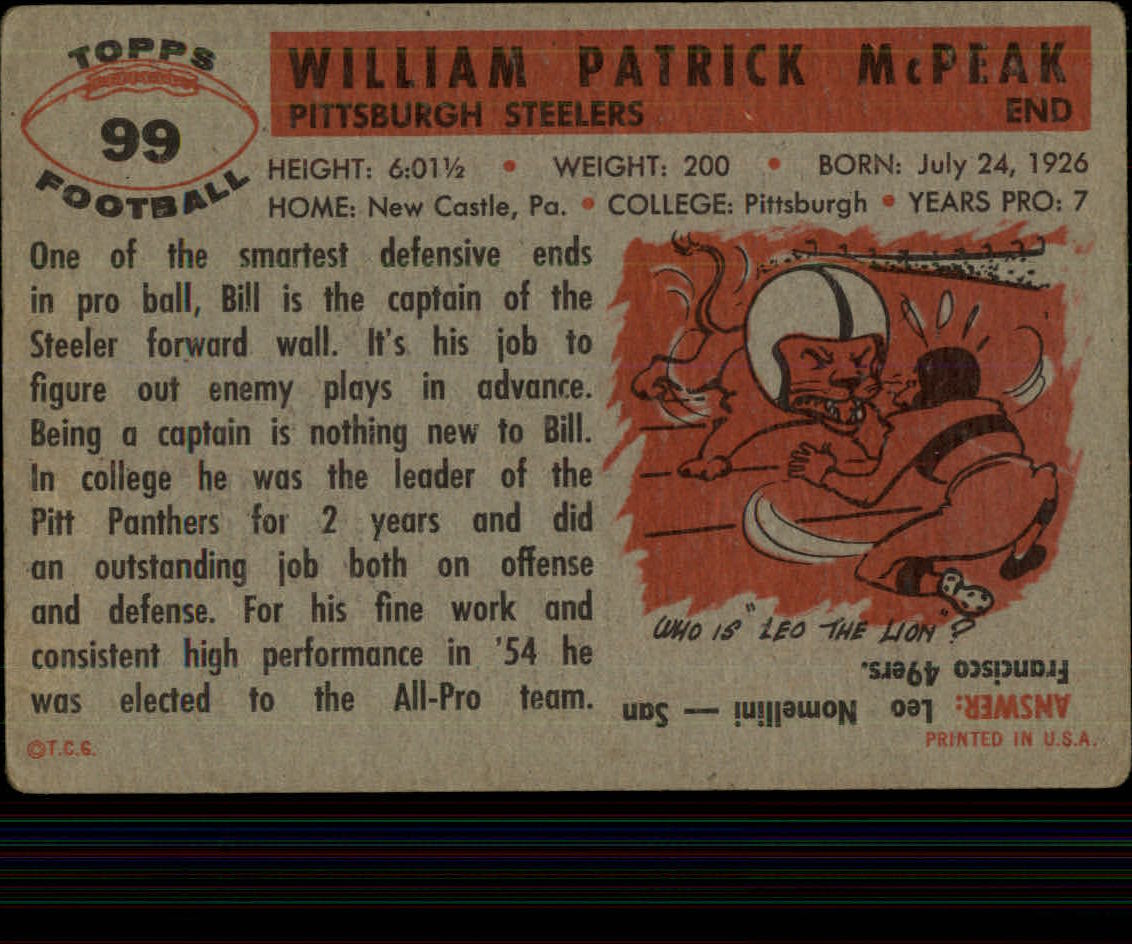 TOPPS
99
FOOTBALL
WILLIAM PATRICK McPEAK
PITTSBURGH STEELERS END
HEIGHT: 6:01½ • WEIGHT: 200 • BORN: July 24, 1926
HOME: New Castle, Pa. • COLLEGE: Pittsburgh • YEARS PRO: 7
One of the smartest defensive ends
in pro ball, Bill is the captain of the
Steeler forward wall. It's his job to
figure out enemy plays in advance.
Being a captain is nothing new to Bill.
In college he was the leader of the
Pitt Panthers for 2 years and did
an outstanding job both on offense
and defense. For his fine work and
consistent high performance in '54 he
was elected to the All-Pro team.
©T.C.G.
WHO IS "LEO THE LION"?
ANSWER: Leo Nomellini — San
Francisco 49ers.
PRINTED IN U.S.A.